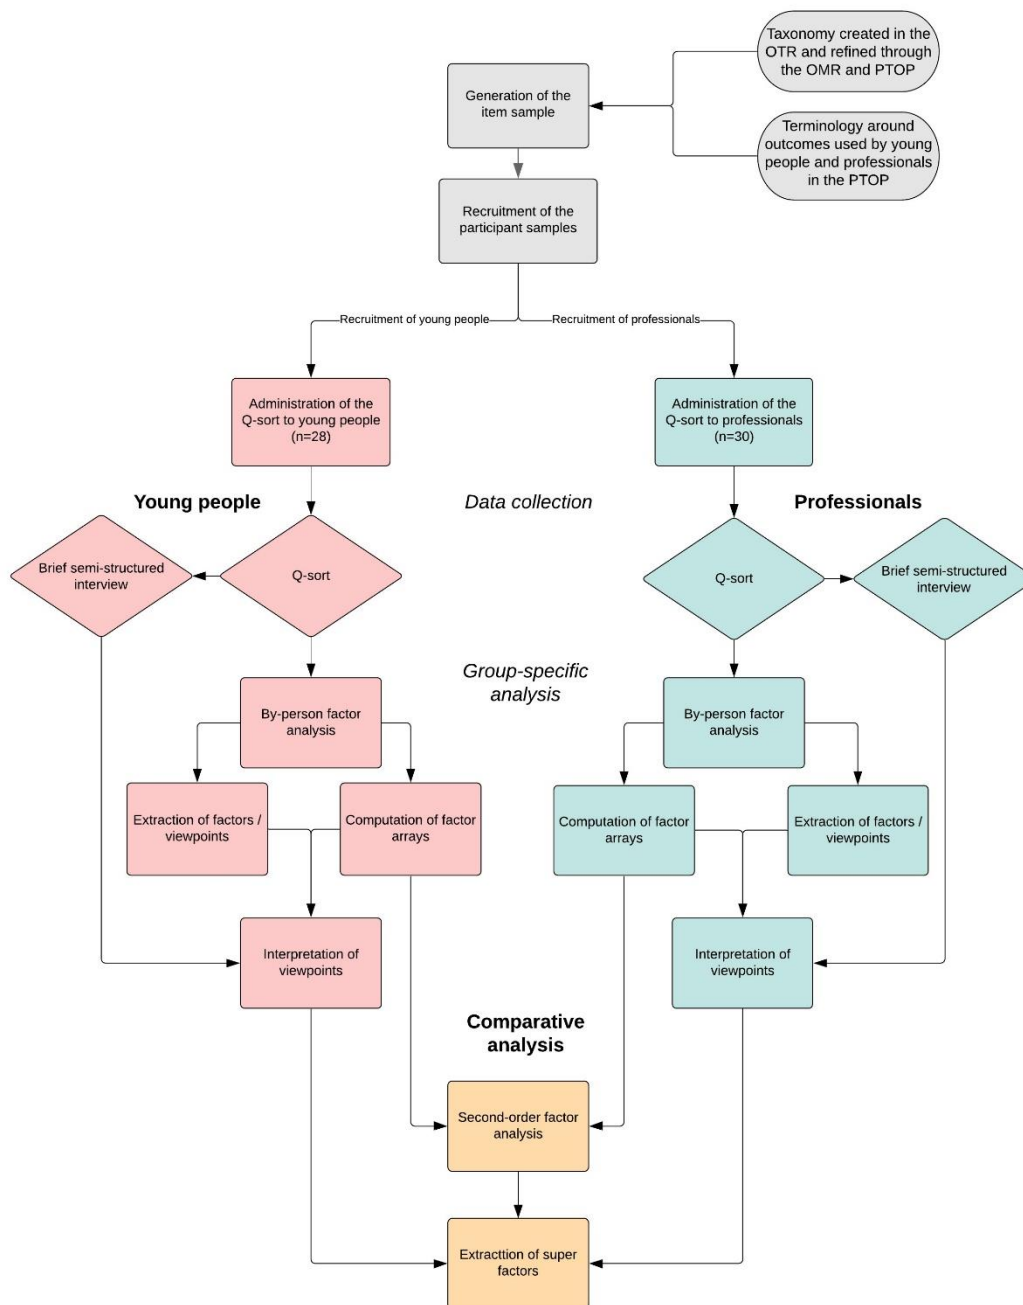 Taxonomy created in the
OTR and refined through
the OMR and PTOP
Generation of the
item sample
Terminology around
outcomes used by young
people and professionals
in the PTOP
Recruitment of the
participant samples
Recruitment of young people
Recruitment of professionals
Administration of the
Q-sort to young people
(n=28)
Administration of the
Q-sort to professionals
(n=30)
Young people
Data collection
Professionals
Brief semi-structured
interview
Q-sort
Q-sort
Brief semi-structured
interview
Group-specific
analysis
By-person factor
analysis
By-person factor
analysis
Extraction of factors /
viewpoints
Computation of factor
arrays
Computation of factor
arrays
Extraction of factors /
viewpoints
Interpretation of
viewpoints
Interpretation of
viewpoints
Comparative
analysis
Second-order factor
analysis
Extracttion of super
factors